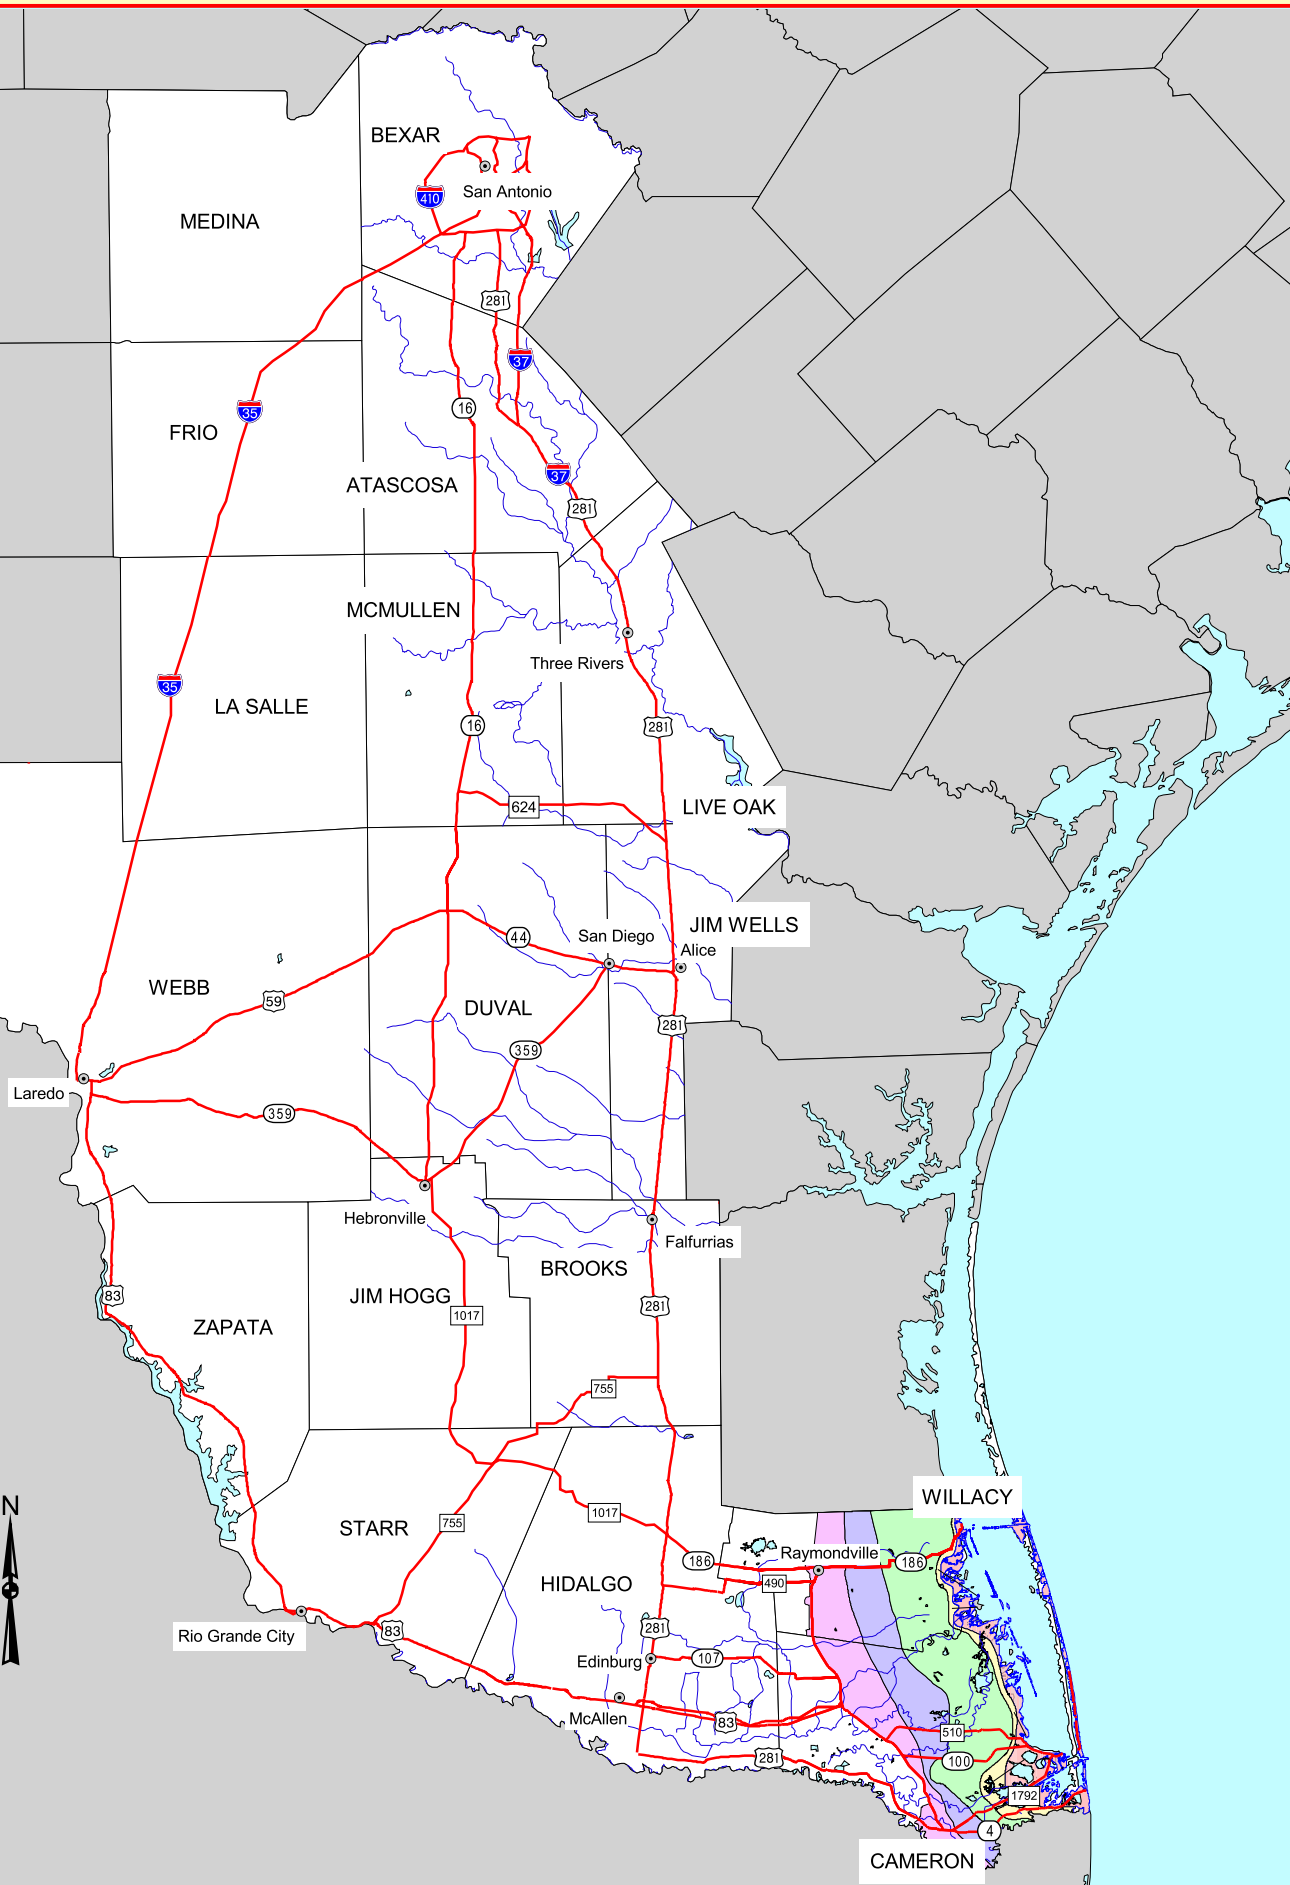 BEXAR
San Antonio
410
MEDINA
281
37
35
16
FRIO
37
ATASCOSA
281
MCMULLEN
Three Rivers
35
LA SALLE
16
281
624
LIVE OAK
JIM WELLS
44
San Diego
Alice
WEBB
59
DUVAL
281
359
Laredo
359
Hebronville
Falfurrias
BROOKS
83
JIM HOGG
281
1017
ZAPATA
755
WILLACY
N
1017
755
STARR
Raymondville
186
186
HIDALGO
490
281
83
Rio Grande City
Edinburg
107
McAllen
83
510
281
100
1792
4
CAMERON